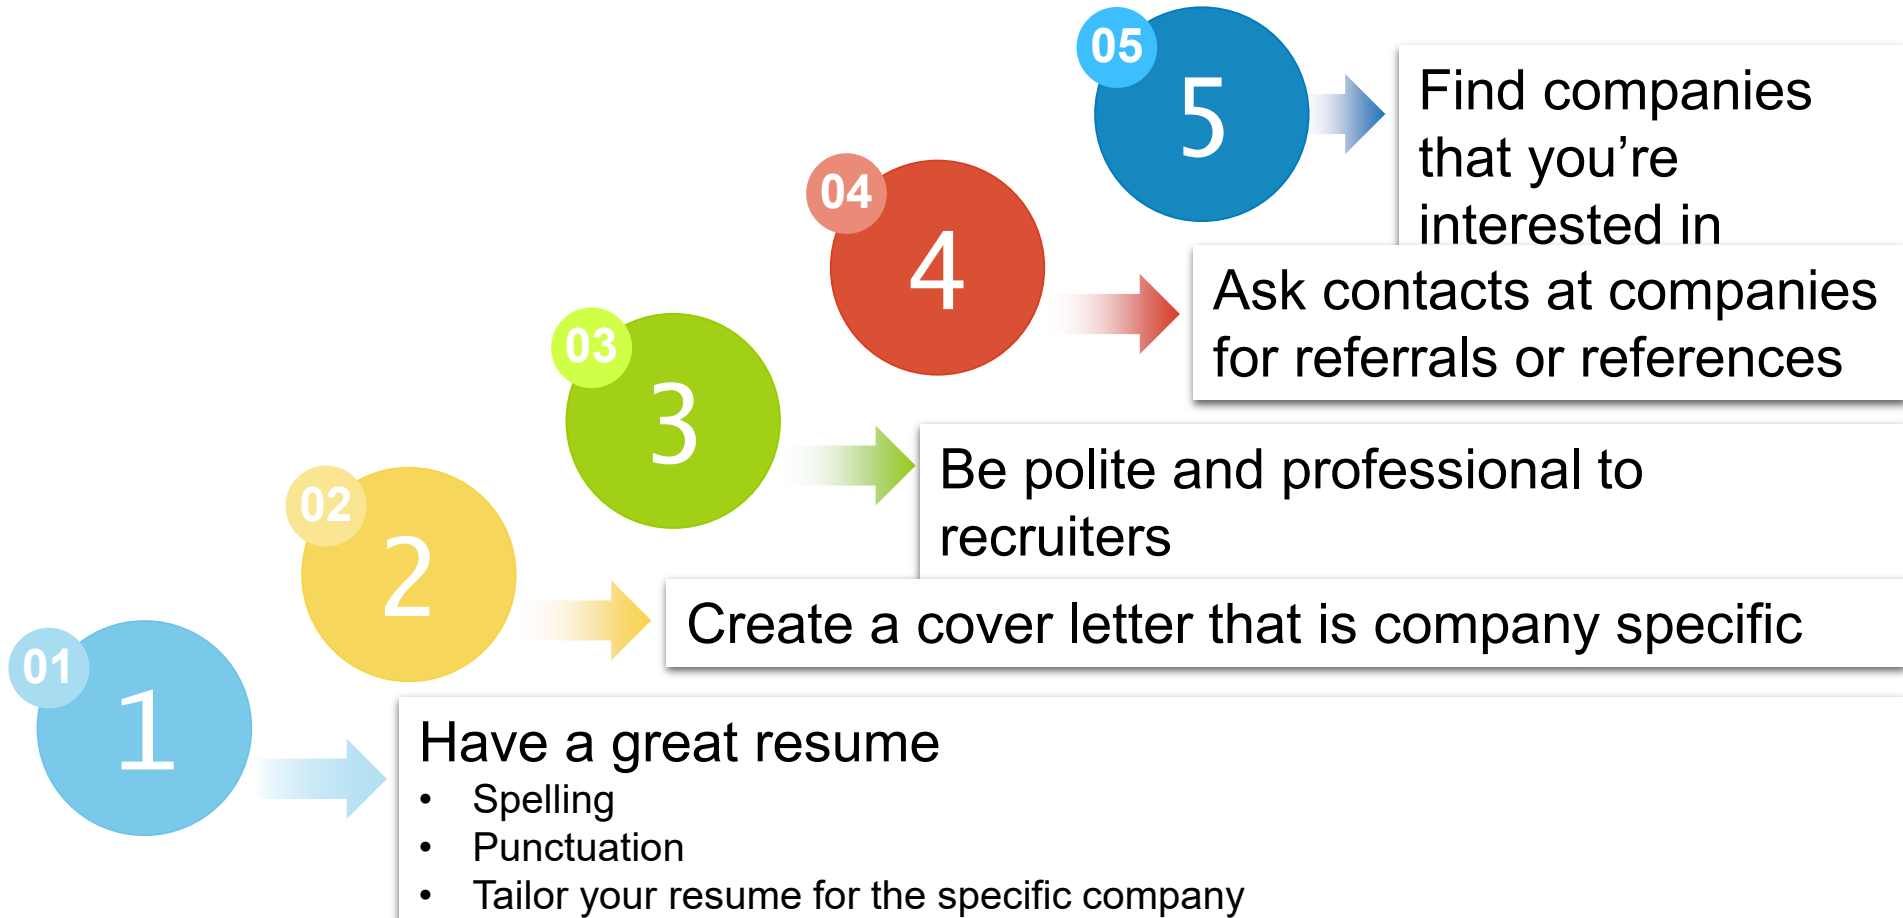 05
5
Find companies
that you’re
interested in
04
4
Ask contacts at companies
for referrals or references
03
3
Be polite and professional to
recruiters
02
2
Create a cover letter that is company specific
01
1
Have a great resume
• Spelling
• Punctuation
• Tailor your resume for the specific company